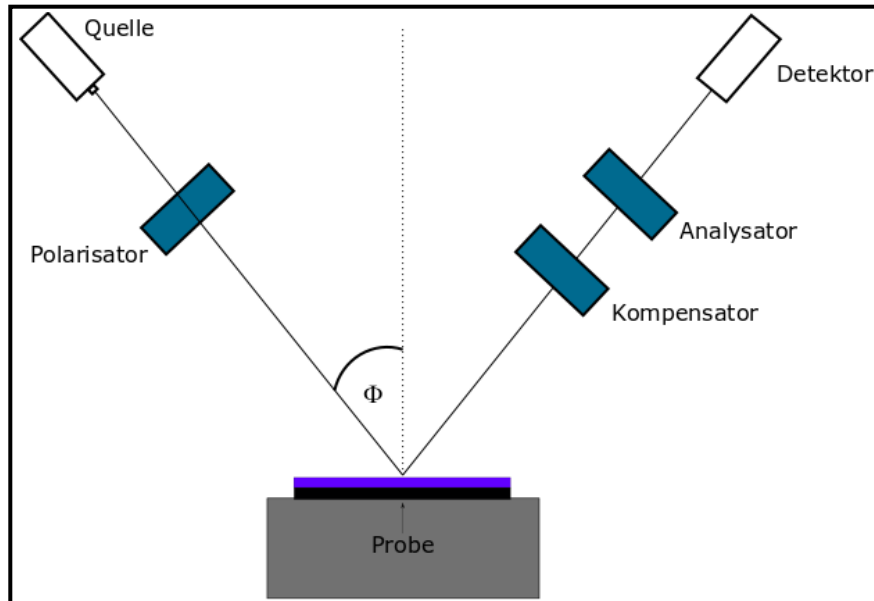 Quelle
Detektor
Polarisator
Analysator
Kompensator
Φ
Probe